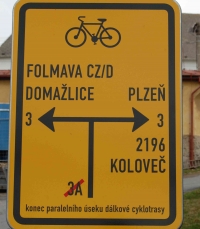 FOLMAVA CZ/D
DOMAŽLICE PLZEŇ
3 3
2196
KOLOVEČ
3A
konec paralelního úseku dálkové cyklotrasy